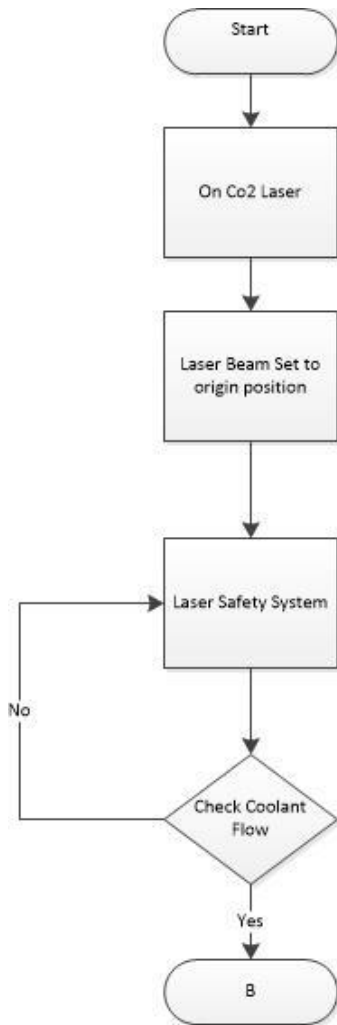 Start
On Co2 Laser
Laser Beam Set to
origin position
Laser Safety System
No
Check Coolant
Flow
Yes
B